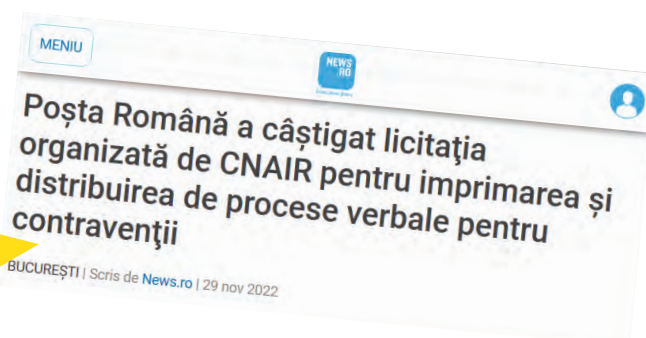 MENIU
NEWS
RO
Poșta Română a câștigat licitaţia
organizată de CNAIR pentru imprimarea și
distribuirea de procese verbale pentru
contravenţii
BUCUREȘTI | Scris de News.ro | 29 nov 2022